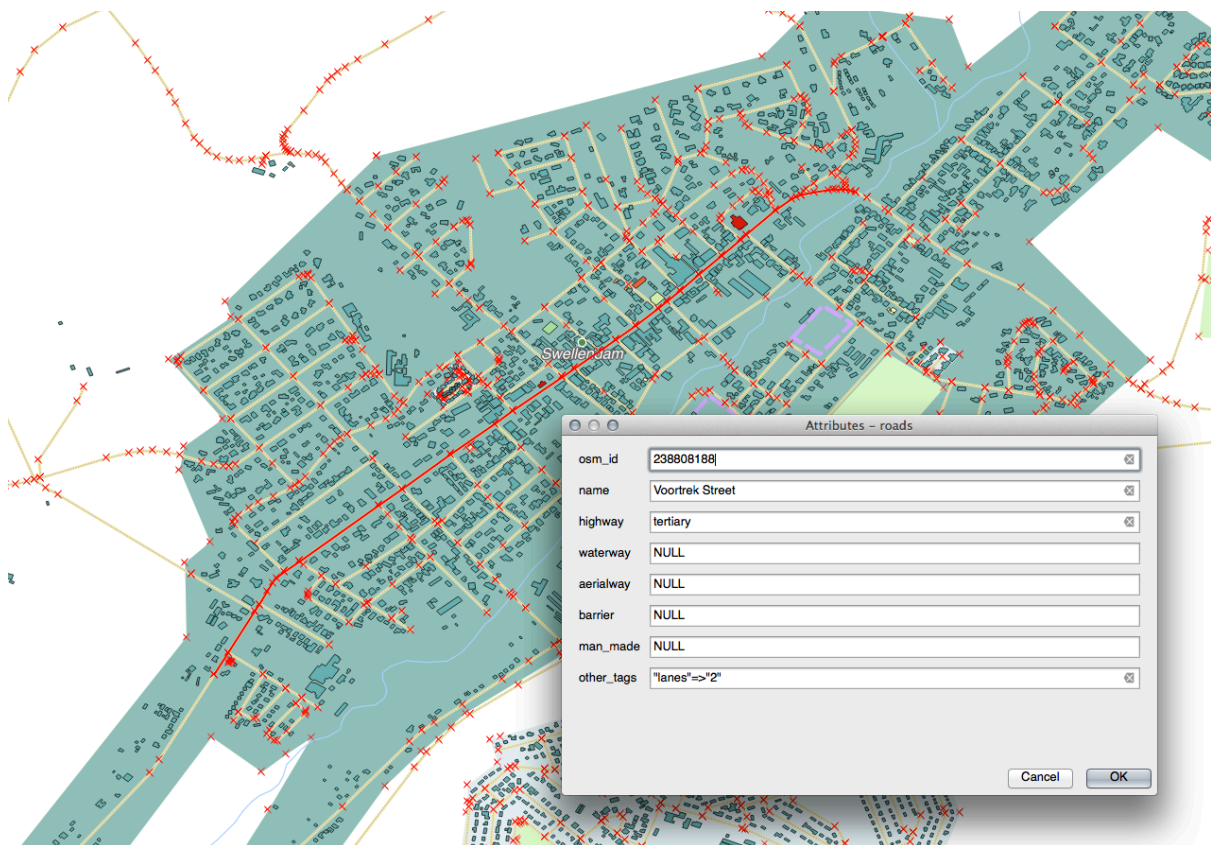 Swellendam
Attributes – roads
osm_id 238808188
name Voortrek Street
highway tertiary
waterway NULL
aerialway NULL
barrier NULL
man_made NULL
other_tags "lanes"=>"2"
Cancel OK